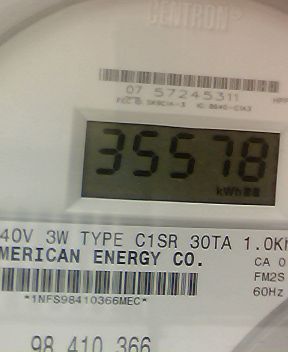 CENTRON®
07 57245311
35578
kWh
40V 3W TYPE C1SR 30TA 1.0Kh
MERICAN ENERGY CO.
CA 0
FM2S
60Hz
*1NFS98410366MEC*
98 410 366